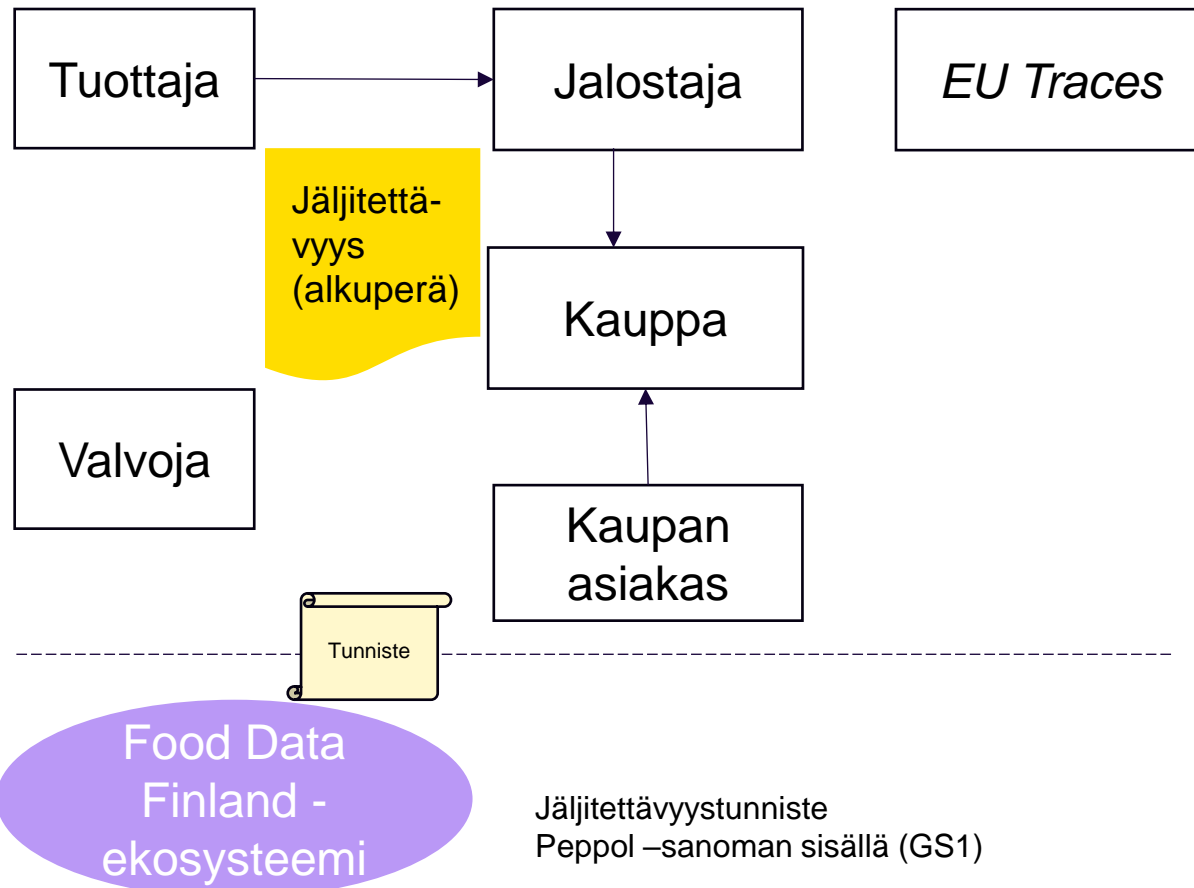 Tuottaja
Jalostaja
EU Traces
Jäljitettä-
vyys
(alkuperä)
Kauppa
Valvoja
Kaupan
asiakas
Tunniste
Food Data
Finland -
ekosysteemi
Jäljitettävyystunniste
Peppol –sanoman sisällä (GS1)